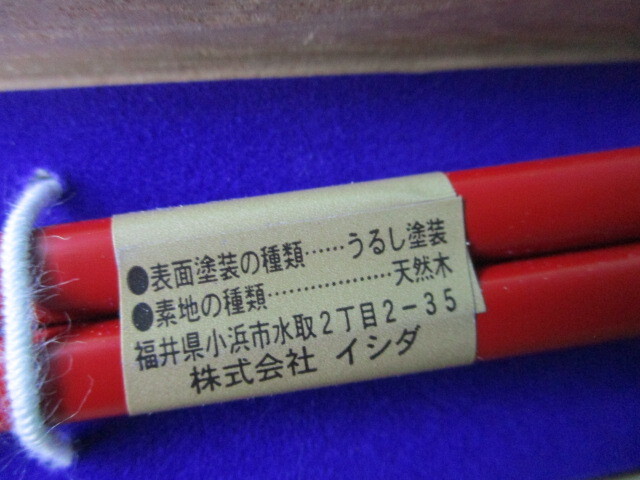 ●表面塗装の種類……うるし塗装
●素地の種類………………天然木
福井県小浜市水取2丁目2-35
株式会社 イシダ